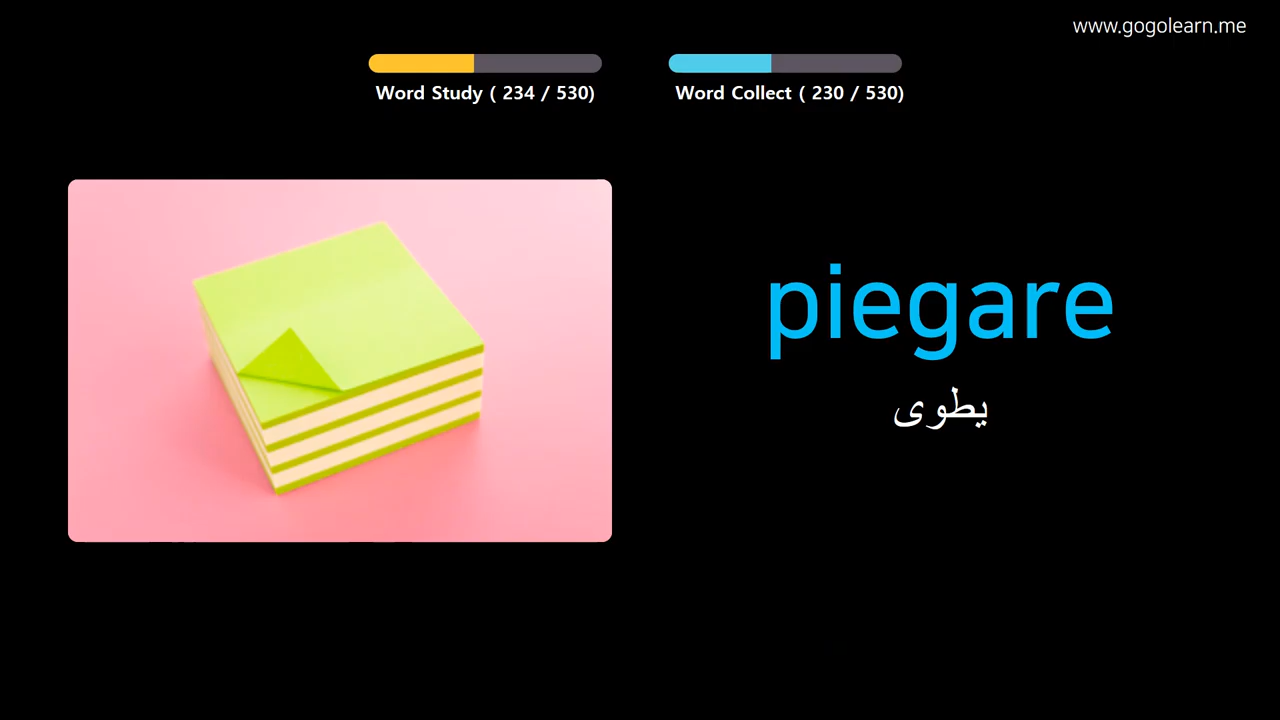 www.gogolearn.me
Word Study ( 234 / 530)
Word Collect ( 230 / 530)
piegare
يطوى